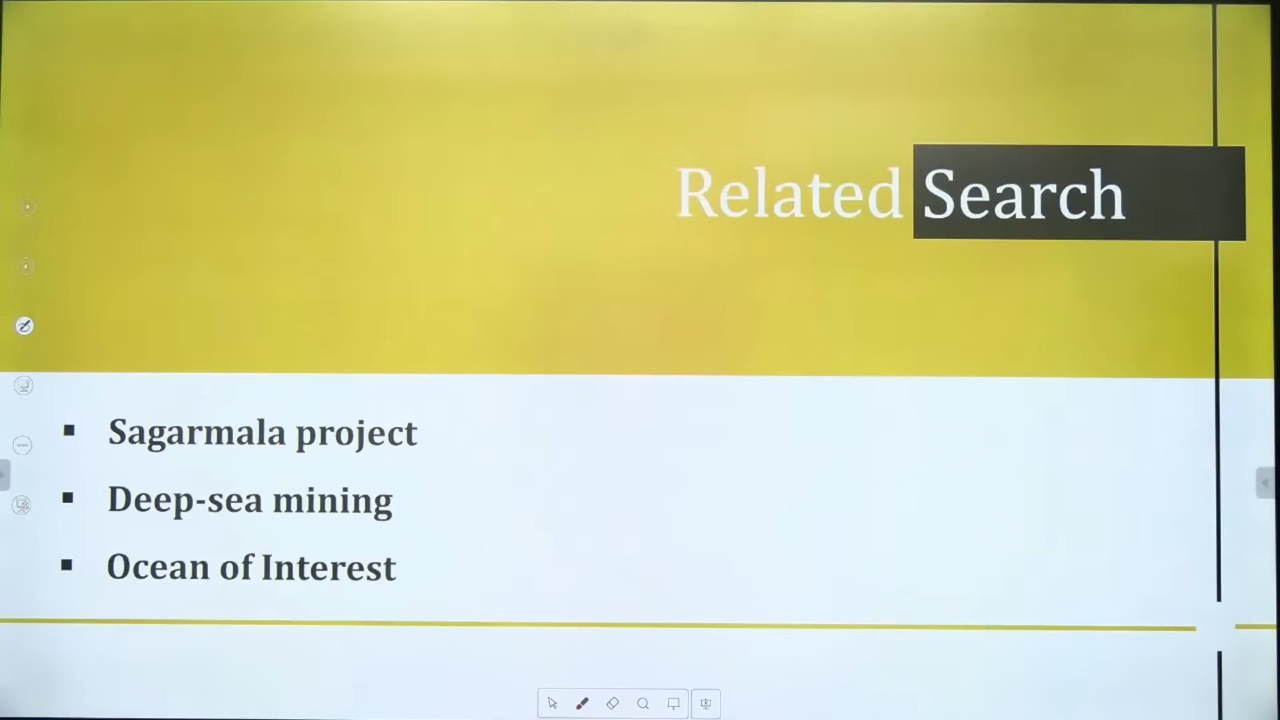 Related Search
Sagarmala project
Deep-sea mining
Ocean of Interest